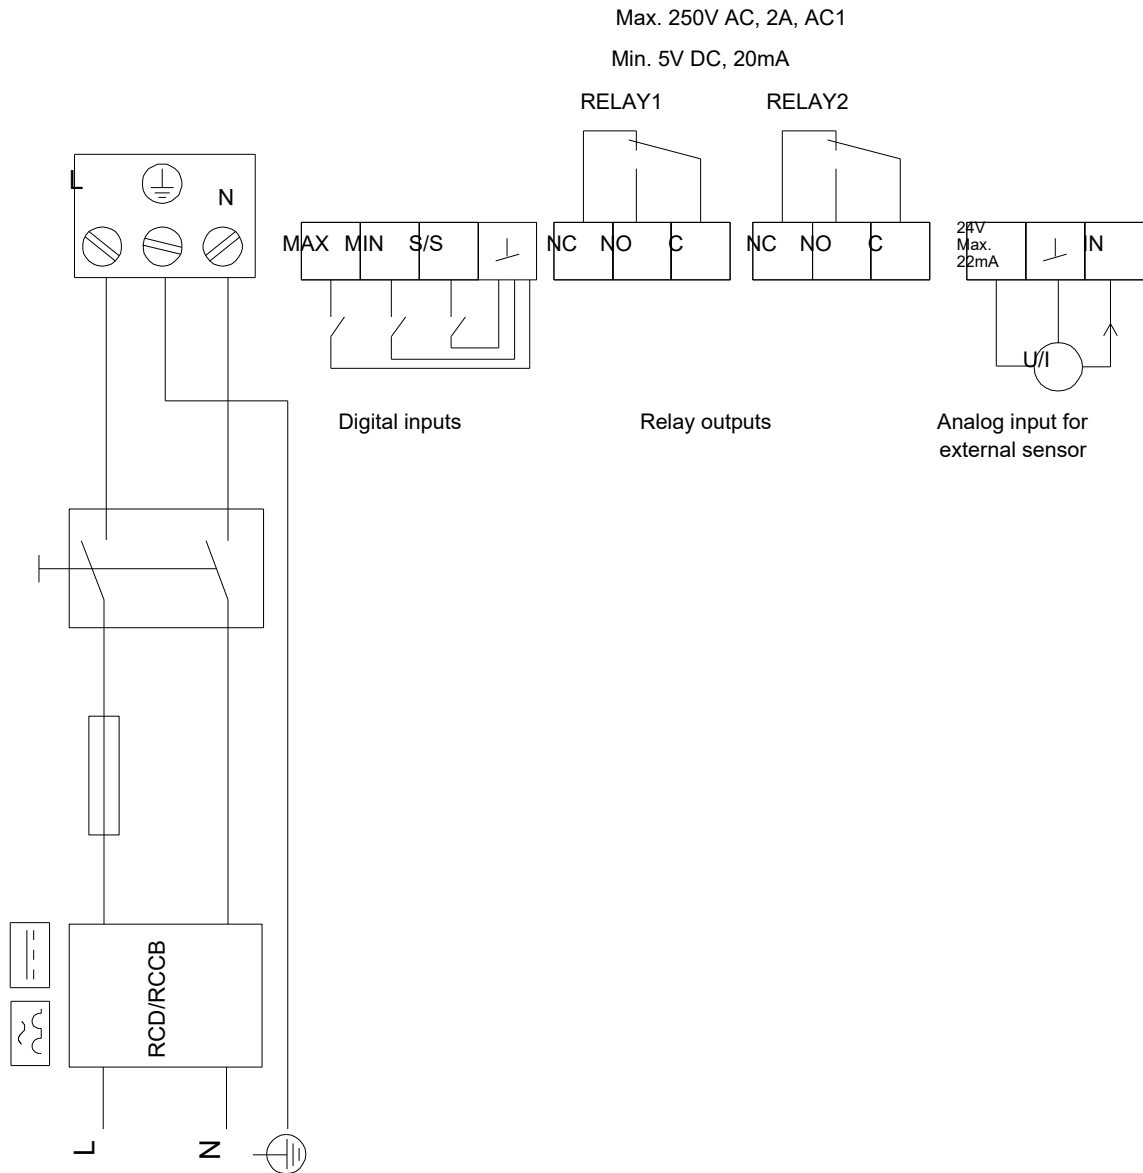 Max. 250V AC, 2A, AC1
Min. 5V DC, 20mA
RELAY1 RELAY2
L N
MAX MIN S/S NC NO C NC NO C 24V Max. 22mA IN
U/I
Digital inputs Relay outputs Analog input for
external sensor
RCD/RCCB
L N